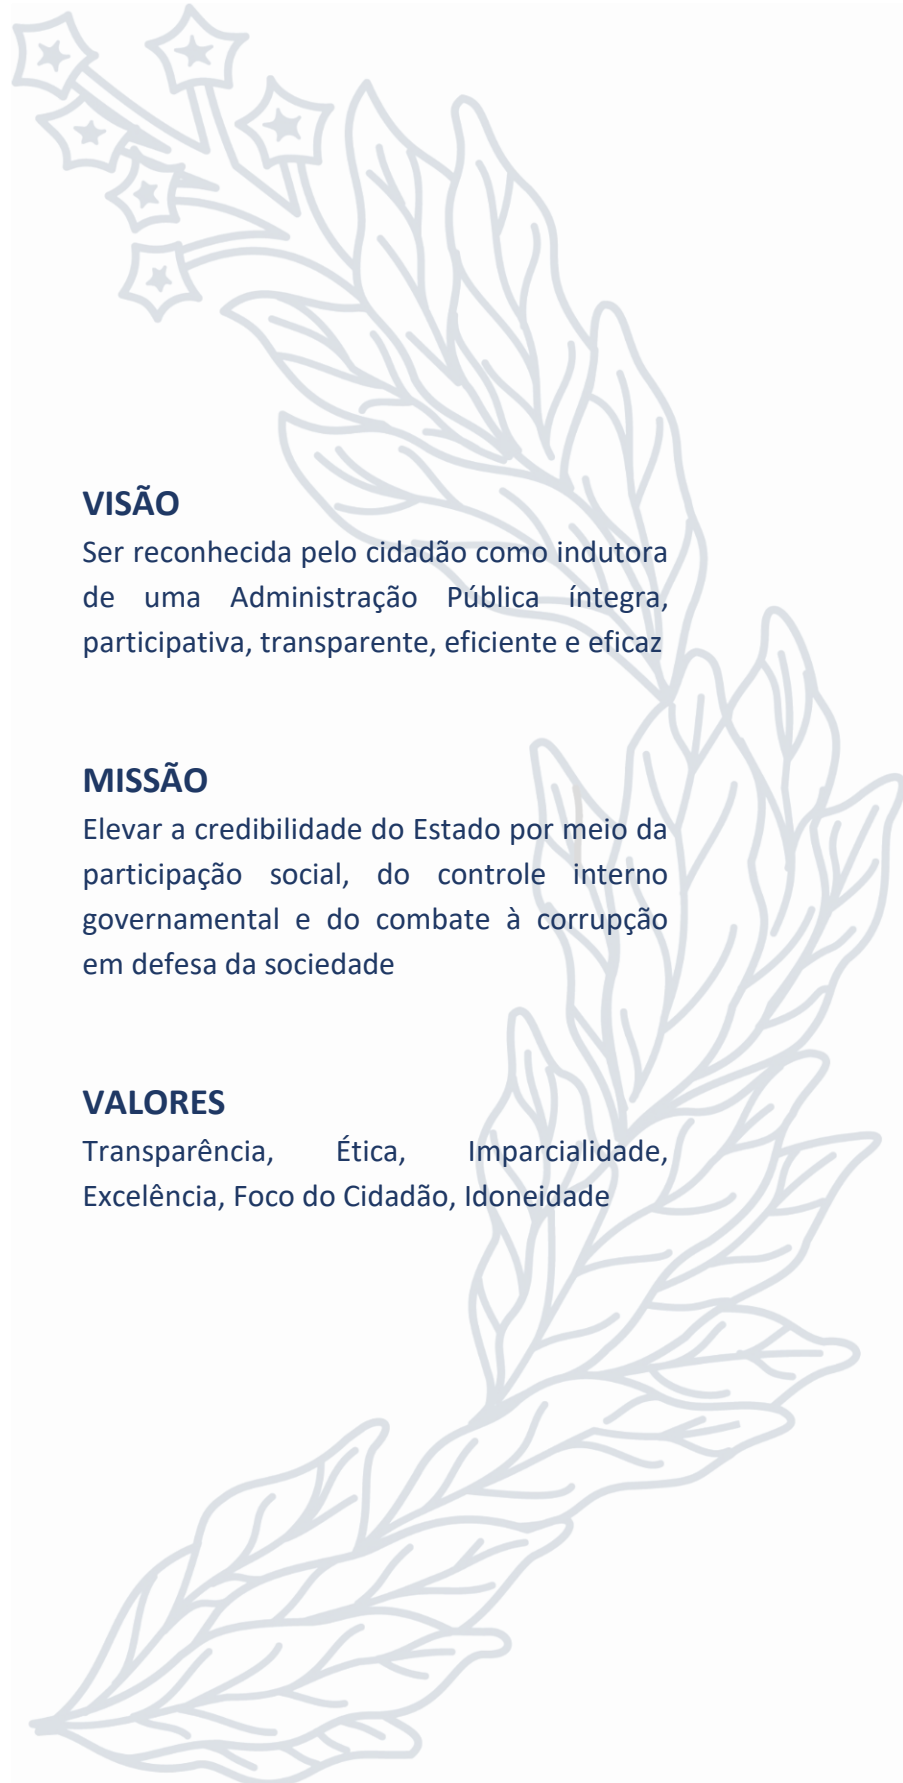 VISÃO
Ser reconhecida pelo cidadão como indutora
de uma Administração Pública íntegra,
participativa, transparente, eficiente e eficaz
MISSÃO
Elevar a credibilidade do Estado por meio da
participação social, do controle interno
governamental e do combate à corrupção
em defesa da sociedade
VALORES
Transparência, Ética, Imparcialidade,
Excelência, Foco do Cidadão, Idoneidade